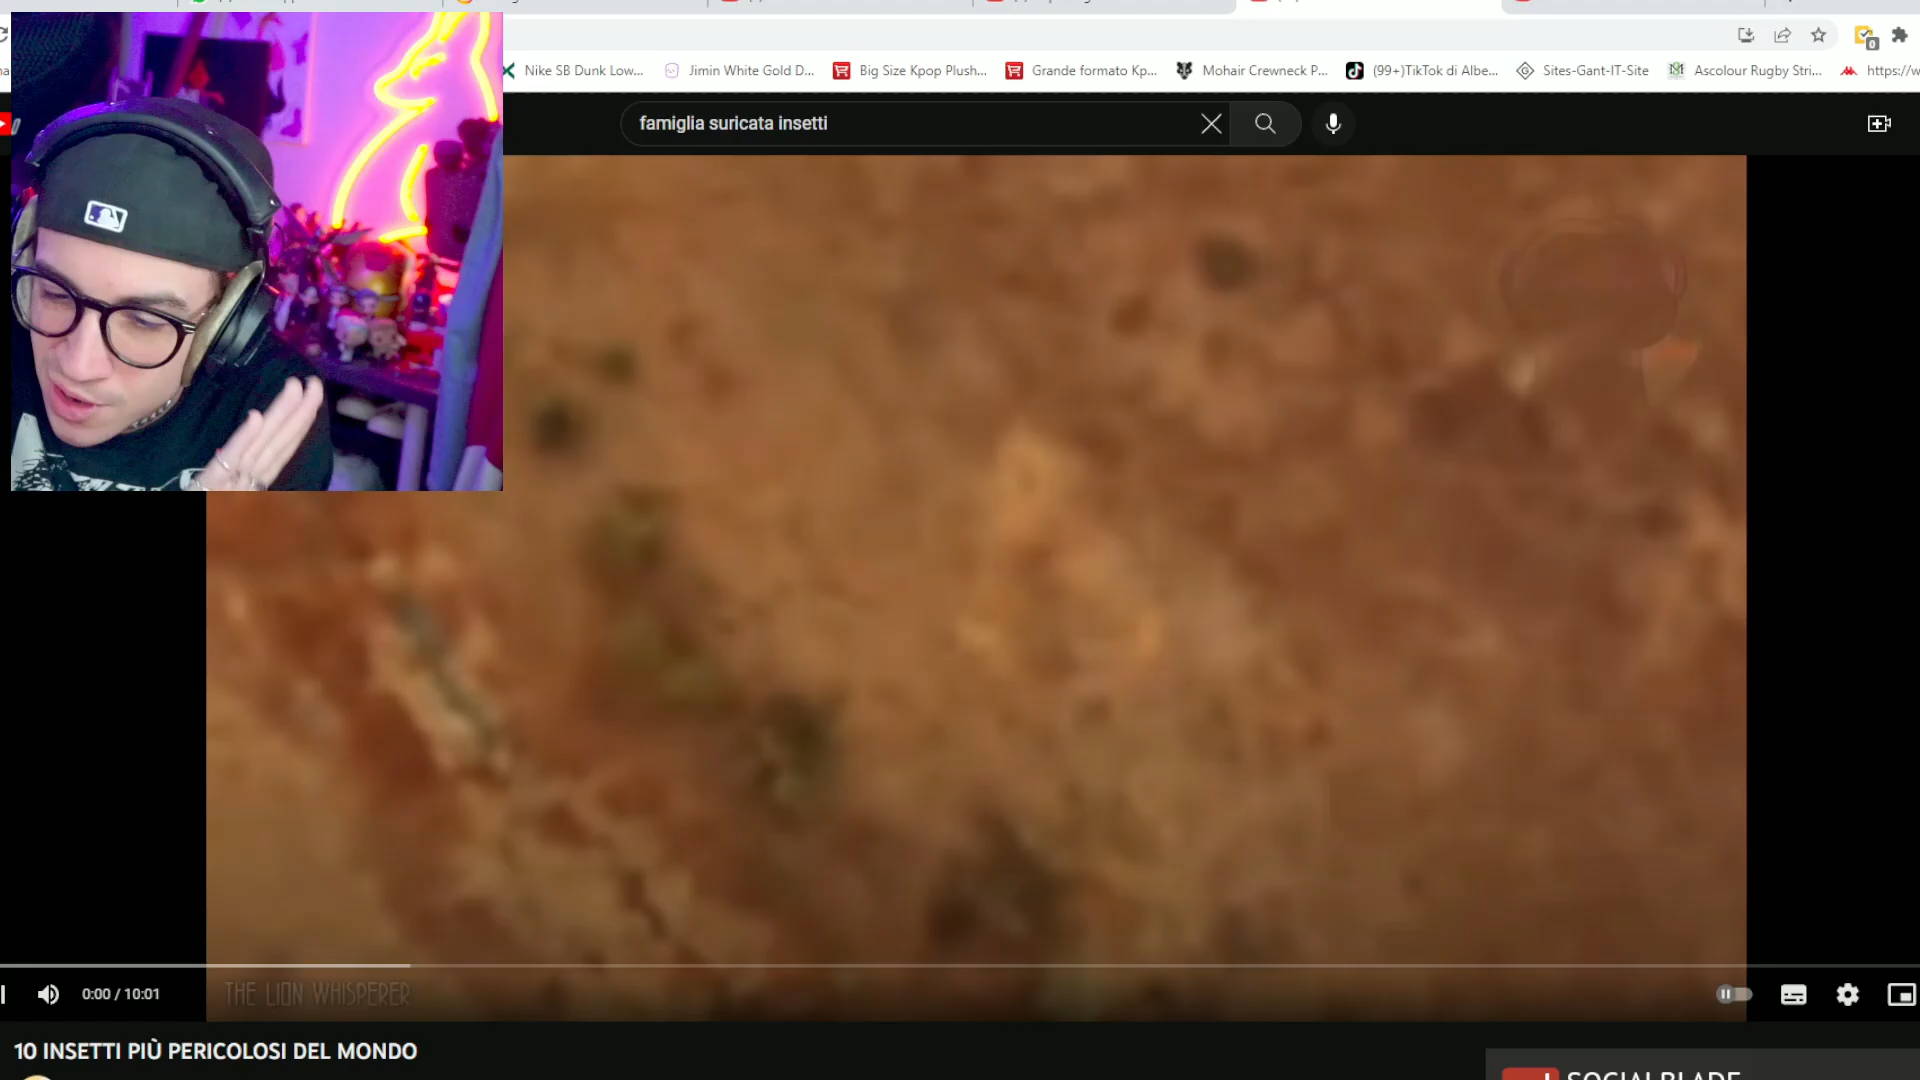 Nike SB Dunk Low...
Jimin White Gold D...
Big Size Kpop Plush...
Grande formato Kp...
Mohair Crewneck P...
(99+)TikTok di Albe...
Sites-Gant-IT-Site
Ascolour Rugby Stri...
https://w
famiglia suricata insetti
0:00 / 10:01
THE LION WHISPERER
10 INSETTI PIÙ PERICOLOSI DEL MONDO
SOCIALBLADE